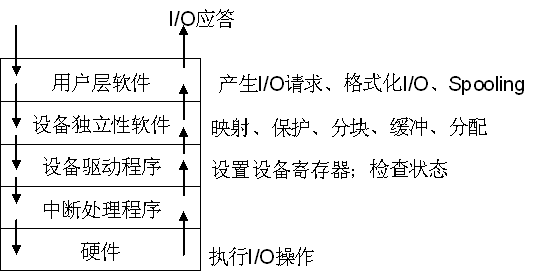 I/O应答
用户层软件 产生I/O请求、格式化I/O、Spooling
设备独立性软件 映射、保护、分块、缓冲、分配
设备驱动程序 设置设备寄存器；检查状态
中断处理程序
硬件 执行I/O操作